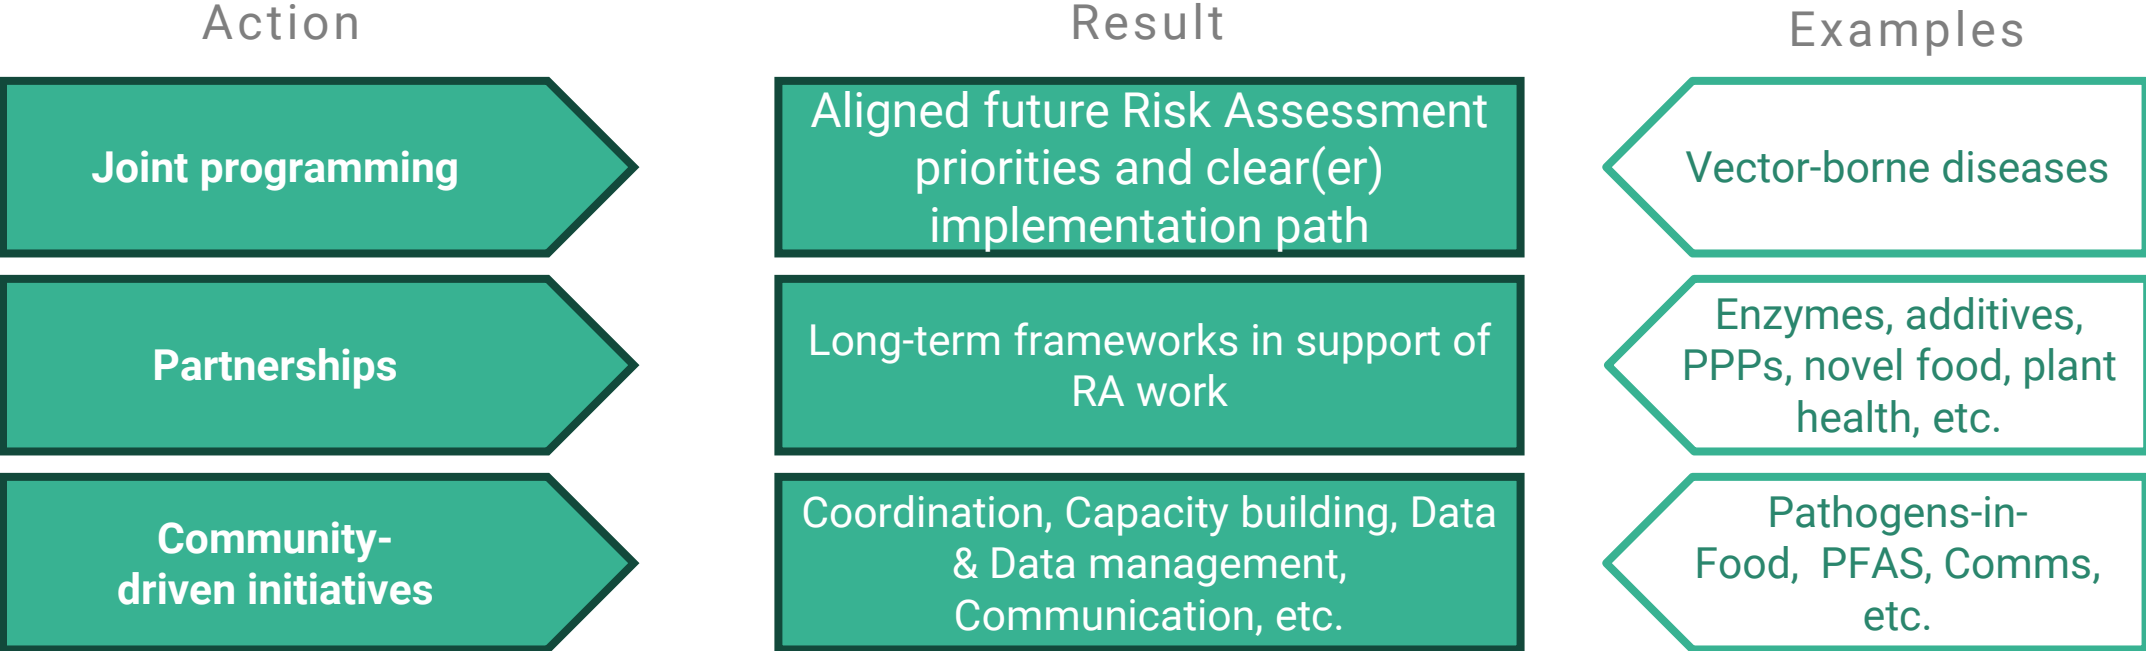 Action
Result
Examples
Joint programming
Aligned future Risk Assessment
priorities and clear(er)
implementation path
Vector-borne diseases
Partnerships
Long-term frameworks in support of
RA work
Enzymes, additives,
PPPs, novel food, plant
health, etc.
Community-
driven initiatives
Coordination, Capacity building, Data
& Data management,
Communication, etc.
Pathogens-in-
Food,  PFAS, Comms,
etc.